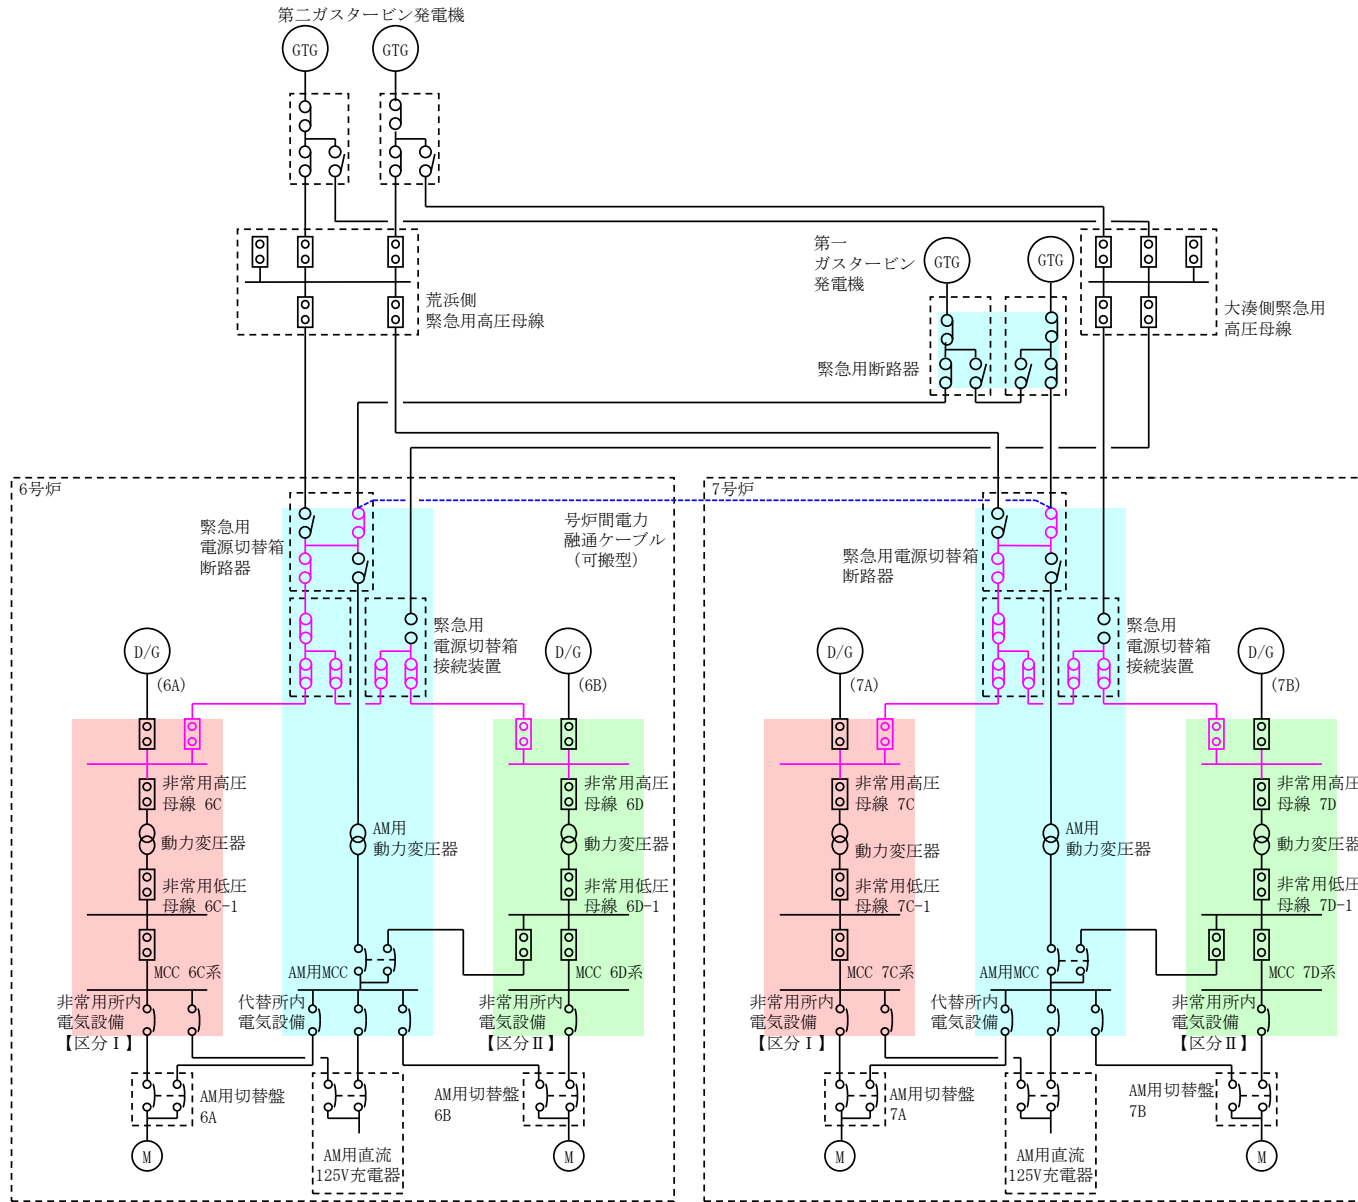 第二ガスタービン発電機
GTG
GTG
第一
ガスタービン
発電機
GTG
GTG
荒浜側
緊急用高圧母線
大湊側緊急用
高圧母線
緊急用断路器
6号炉
7号炉
緊急用
電源切替箱
断路器
号炉間電力
融通ケーブル
(可搬型)
緊急用電源切替箱
断路器
緊急用
電源切替箱
接続装置
緊急用
電源切替箱
接続装置
D/G
(6A)
D/G
(6B)
D/G
(7A)
D/G
(7B)
非常用高圧
母線 6C
非常用高圧
母線 6D
非常用高圧
母線 7C
非常用高圧
母線 7D
動力変圧器
AM用
動力変圧器
動力変圧器
動力変圧器
AM用
動力変圧器
動力変圧器
非常用低圧
母線 6C-1
非常用低圧
母線 6D-1
非常用低圧
母線 7C-1
非常用低圧
母線 7D-1
MCC 6C系
AM用MCC
MCC 6D系
MCC 7C系
AM用MCC
MCC 7D系
非常用所内
電気設備
【区分Ⅰ】
代替所内
電気設備
非常用所内
電気設備
【区分Ⅱ】
非常用所内
電気設備
【区分Ⅰ】
代替所内
電気設備
非常用所内
電気設備
【区分Ⅱ】
AM用切替盤
6A
AM用切替盤
6B
AM用切替盤
7A
AM用切替盤
7B
M
AM用直流
125V充電器
M
M
AM用直流
125V充電器
M